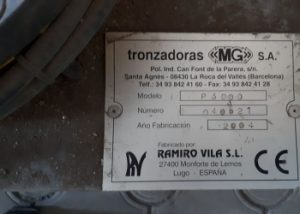 tronzadoras MG S.A.
Pol. Ind. Can Font de la Parera, s/n.
Santa Agnès - 08430 La Roca del Vallès (Barcelona)
Telf. 34 93 842 41 60 - Fax. 34 93 842 41 28
Modelo
Número
Año Fabricación 2004
Fabricado por:
RAMIRO VILA S.L.
27400 Monforte de Lemos
Lugo - ESPAÑA
CE